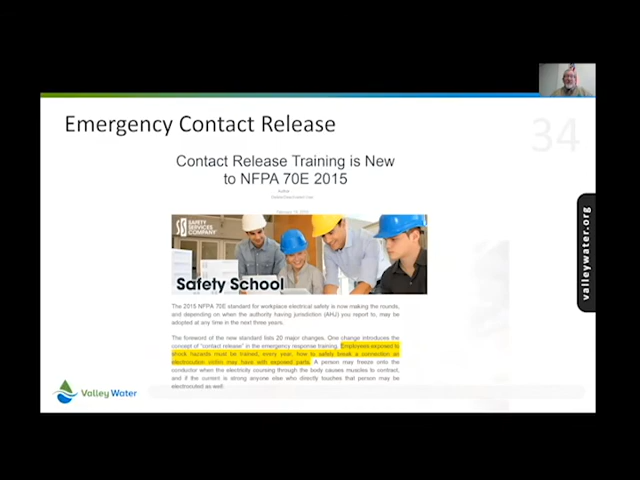 Emergency Contact Release
34
Contact Release Training is New
to NFPA 70E 2015
Author
SAFETY
SERVICES
COMPANY
Safety School
The 2015 NFPA 70E standard for workplace electrical safety is now making the rounds,
and depending on when the authority having jurisdiction (AHJ) you report to, may be
adopted at any time in the next three years.
The foreword of the new standard lists 20 major changes. One change introduces the
concept of "contact release" in the emergency response training. Employees exposed to
shock hazards must be trained, every year, how to safely break a connection an
electrocution victim may have with exposed parts. A person may freeze onto the
conductor when the electricity coursing through the body causes muscles to contract,
and if the current is strong anyone else who directly touches that person may be
electrocuted as well.
valleywater.org
Valley Water